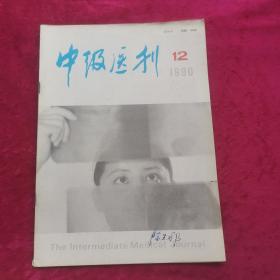 中级医刊
12
1990
The Intermediate Medical Journal